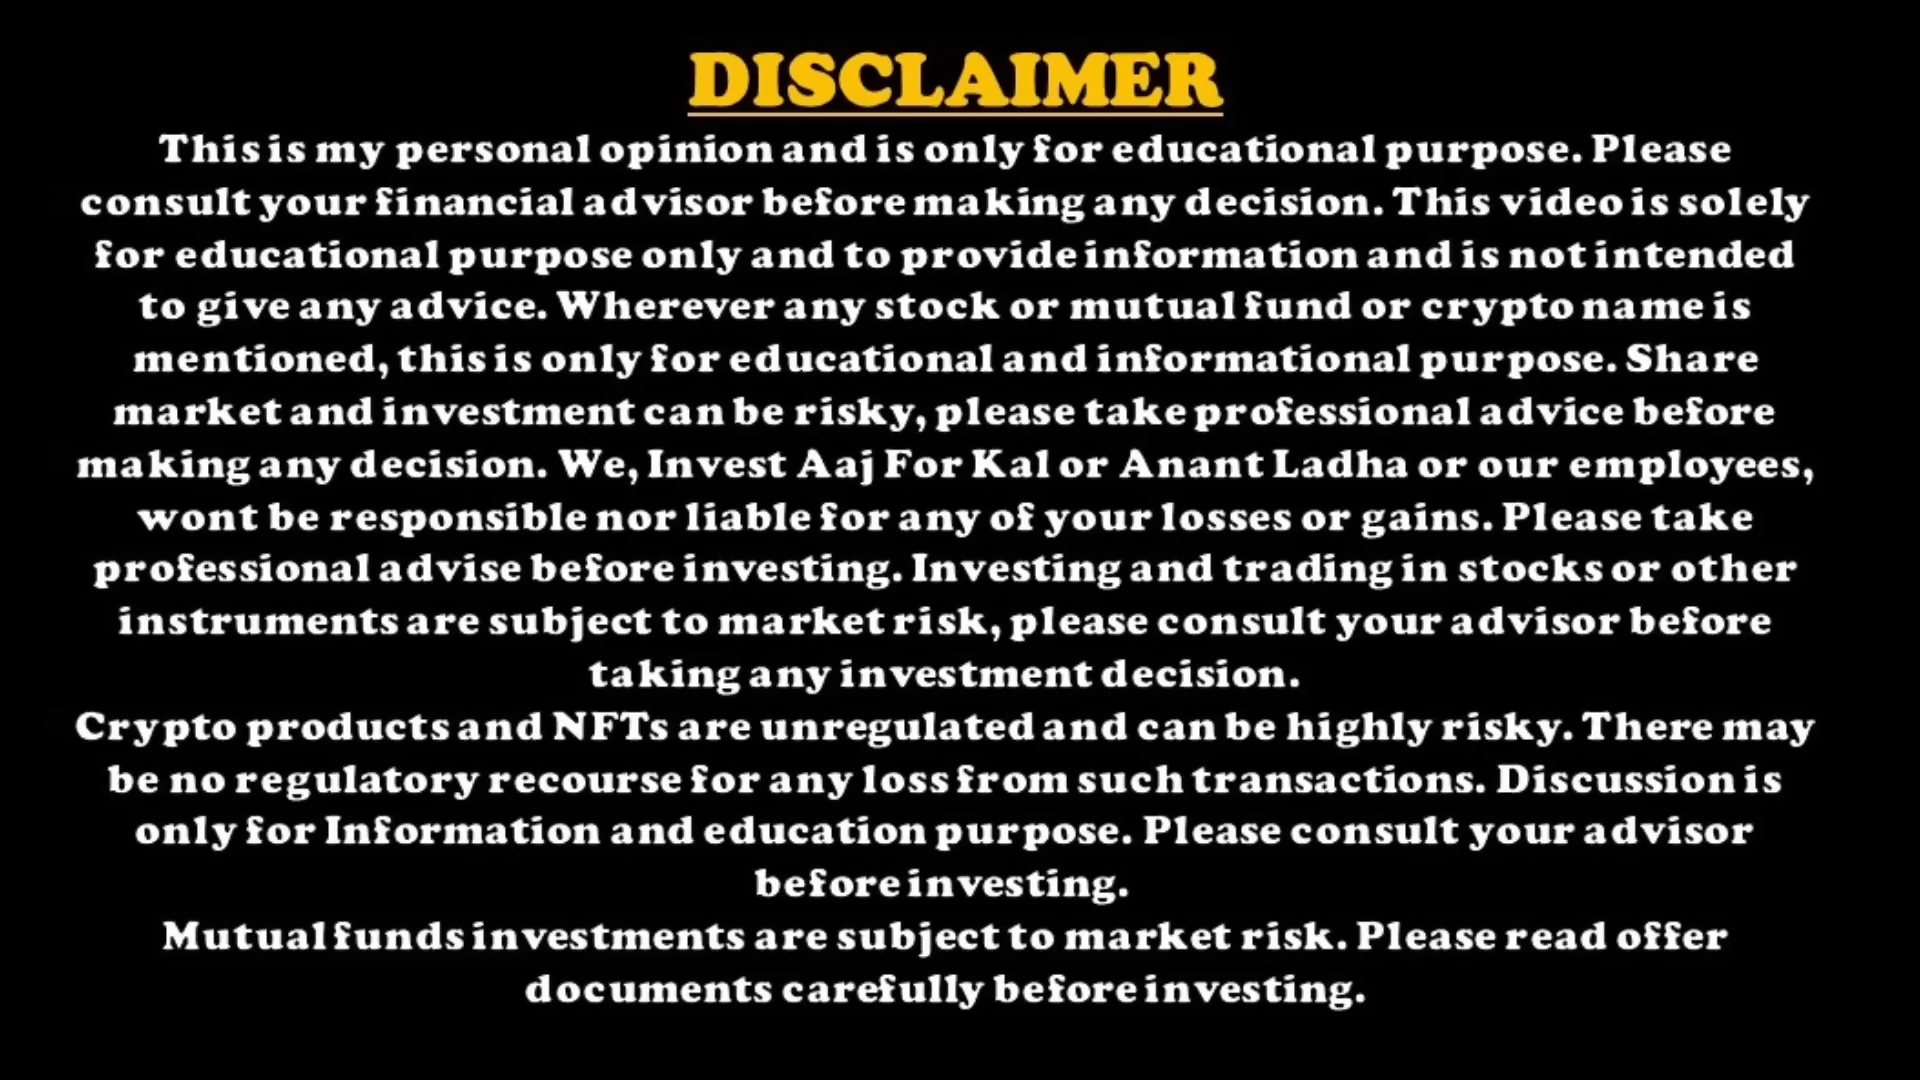 DISCLAIMER
This is my personal opinion and is only for educational purpose. Please
consult your financial advisor before making any decision. This video is solely
for educational purpose only and to provide information and is not intended
to give any advice. Wherever any stock or mutual fund or crypto name is
mentioned, this is only for educational and informational purpose. Share
market and investment can be risky, please take professional advice before
making any decision. We, Invest Aaj For Kal or Anant Ladha or our employees,
wont be responsible nor liable for any of your losses or gains. Please take
professional advise before investing. Investing and trading in stocks or other
instruments are subject to market risk, please consult your advisor before
taking any investment decision.
Crypto products and NFTs are unregulated and can be highly risky. There may
be no regulatory recourse for any loss from such transactions. Discussion is
only for Information and education purpose. Please consult your advisor
before investing.
Mutual funds investments are subject to market risk. Please read offer
documents carefully before investing.